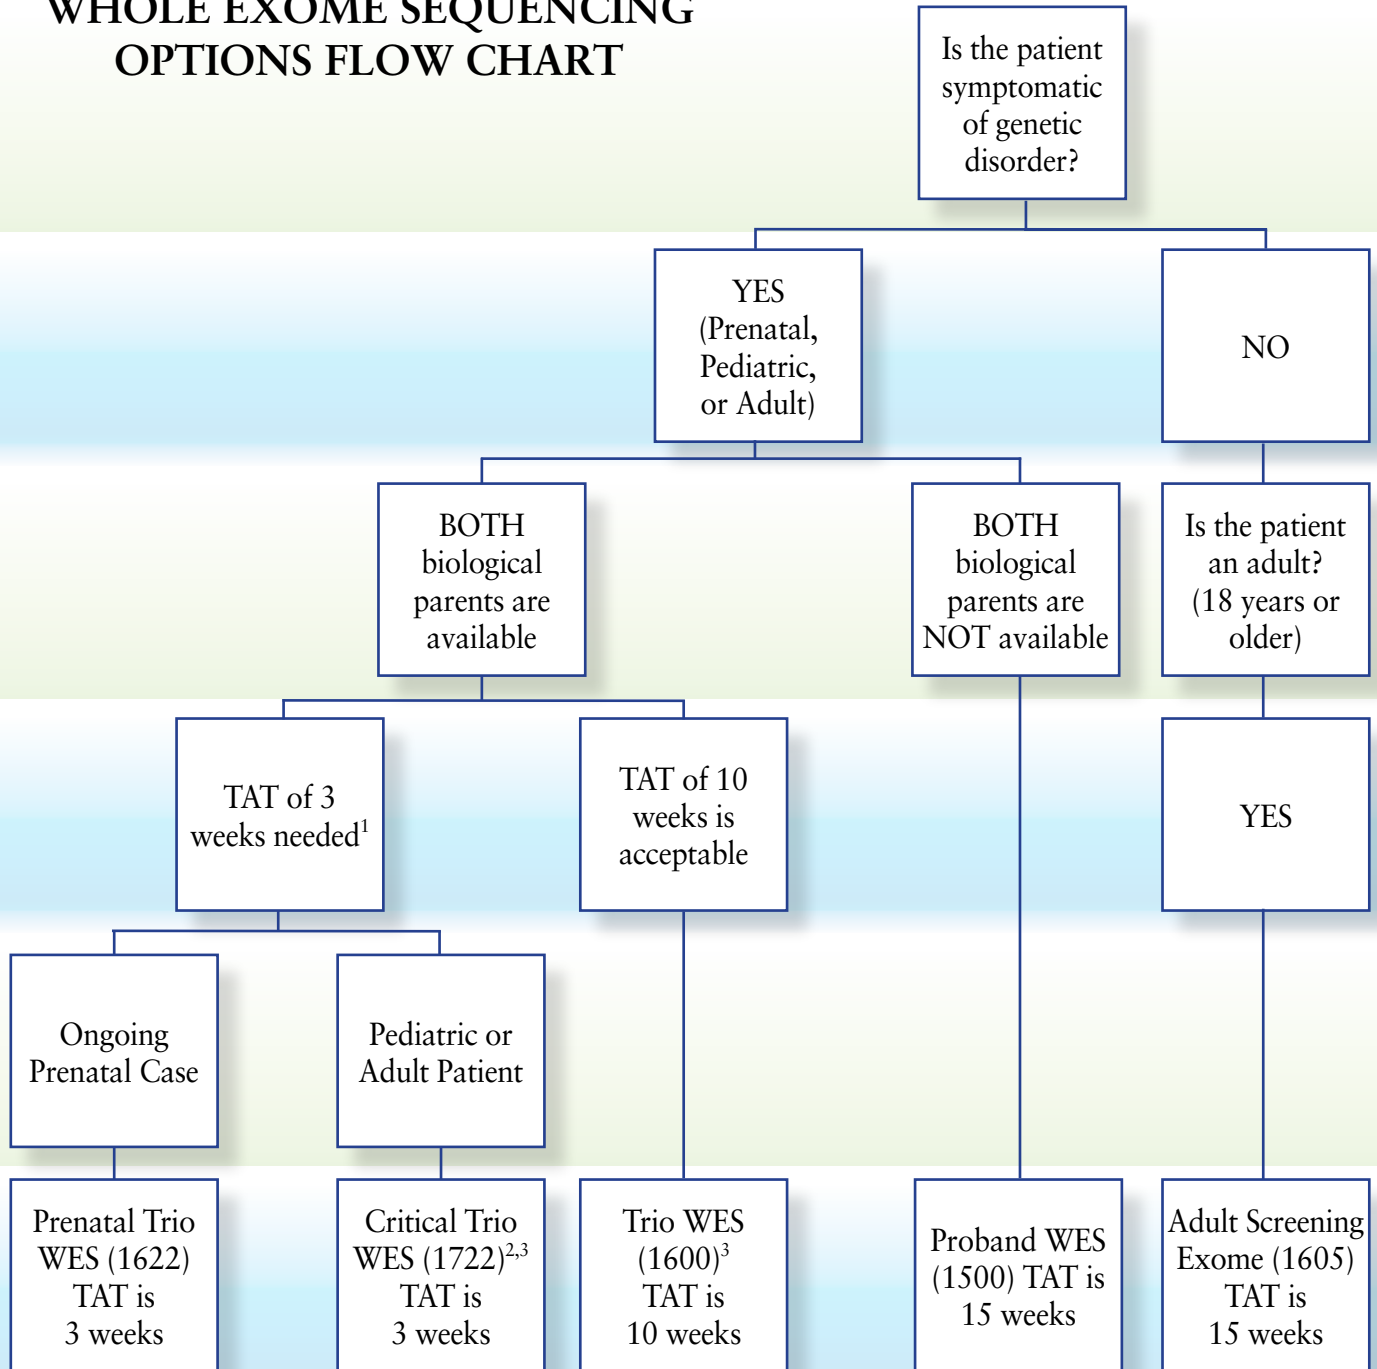 WHOLE EXOME SEQUENCING
OPTIONS FLOW CHART
Is the patient
symptomatic
of genetic
disorder?
YES
(Prenatal,
Pediatric,
or Adult)
NO
BOTH
biological
parents are
available
BOTH
biological
parents are
NOT available
Is the patient
an adult?
(18 years or
older)
TAT of 3
weeks needed¹
TAT of 10
weeks is
acceptable
YES
Ongoing
Prenatal Case
Pediatric or
Adult Patient
Prenatal Trio
WES (1622)
TAT is
3 weeks
Critical Trio
WES (1722)²,³
TAT is
3 weeks
Trio WES
(1600)³
TAT is
10 weeks
Proband WES
(1500) TAT is
15 weeks
Adult Screening
Exome (1605)
TAT is
15 weeks